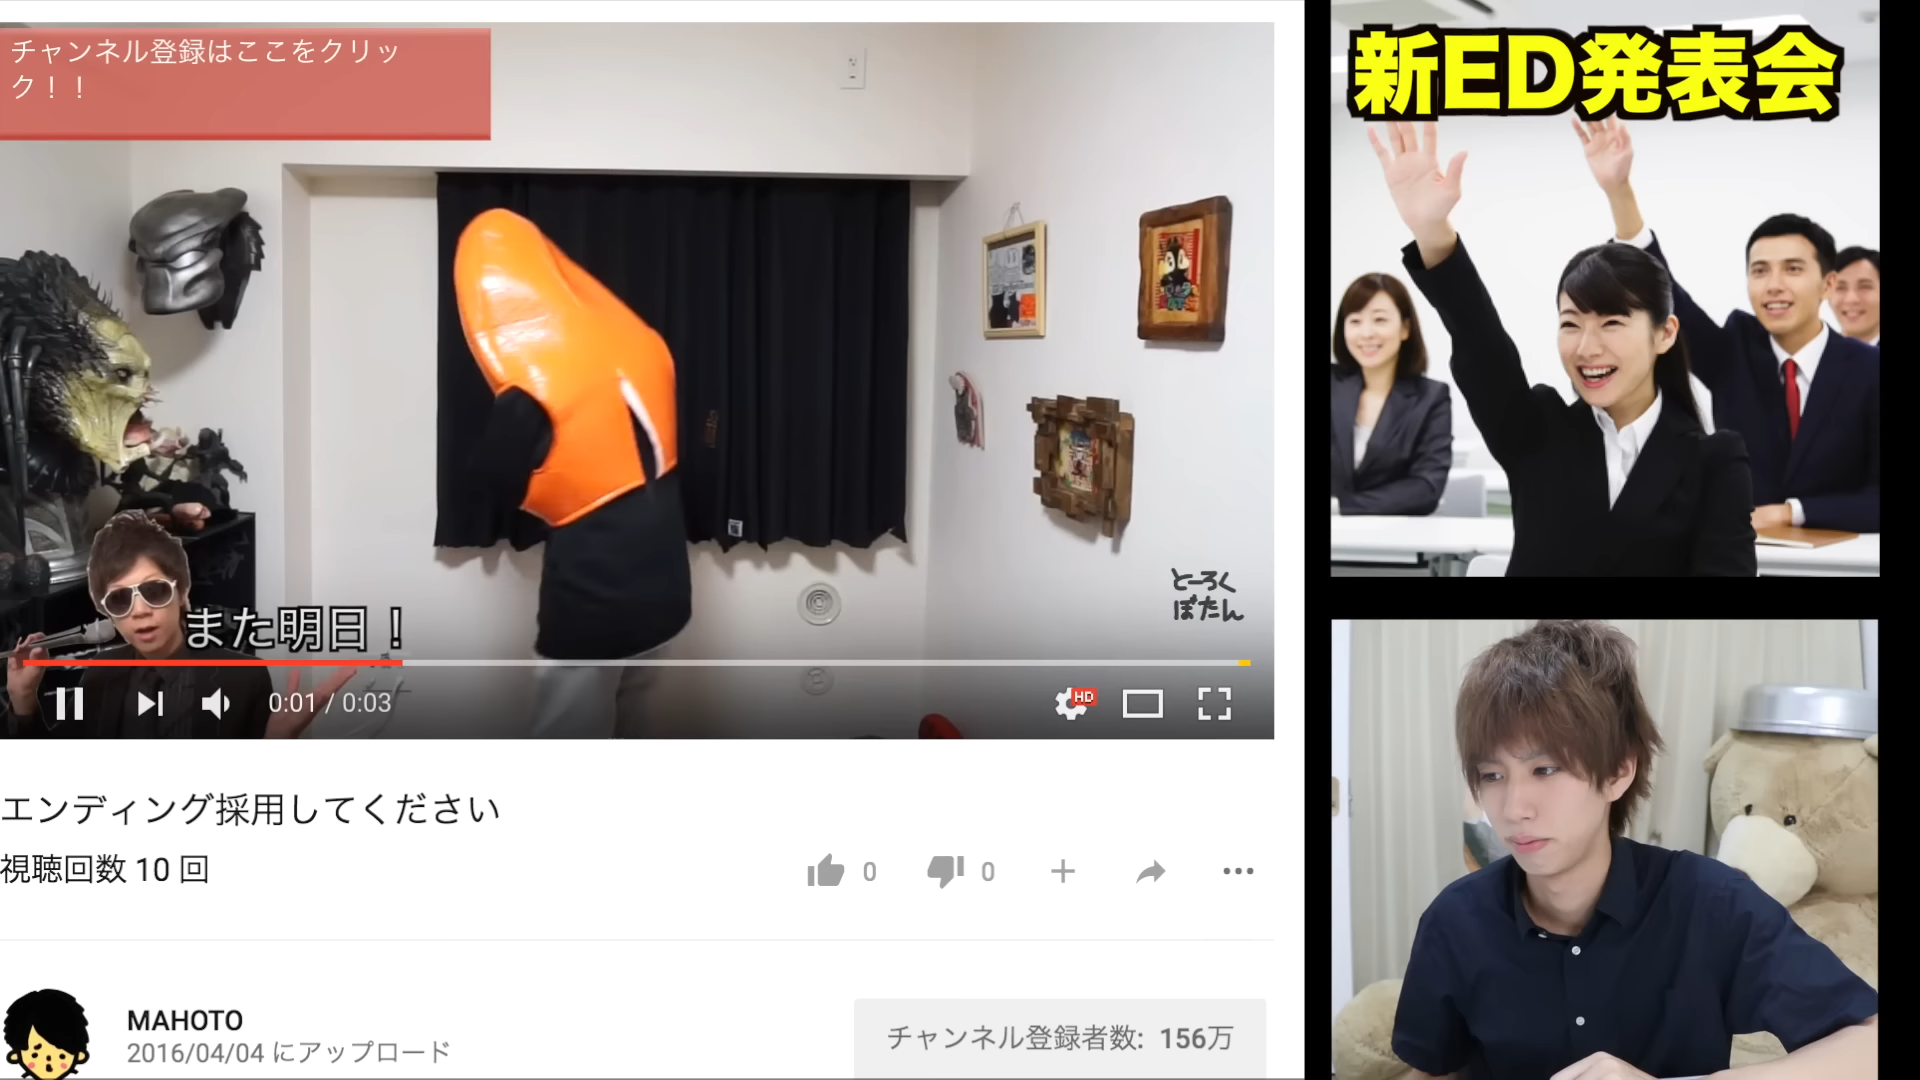 チャンネル登録はここをクリッ
ク！！
新ED発表会
とーろく
ぼたん
また明日！
0:01 / 0:03
HD
エンディング採用してください
視聴回数 10 回
0
0
MAHOTO
2016/04/04 にアップロード
チャンネル登録者数: 156万